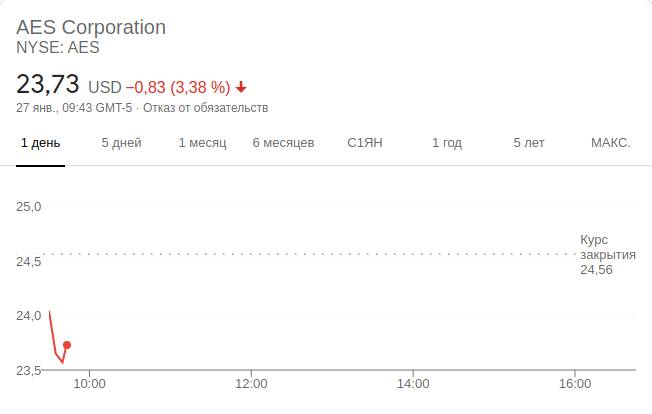 AES Corporation
NYSE: AES
23,73 USD −0,83 (3,38 %)
27 янв., 09:43 GMT-5 · Отказ от обязательств
1 день 5 дней 1 месяц 6 месяцев С1ЯН 1 год 5 лет МАКС.
25,0
Курс
закрытия
24,56
24,5
24,0
23,5
10:00 12:00 14:00 16:00